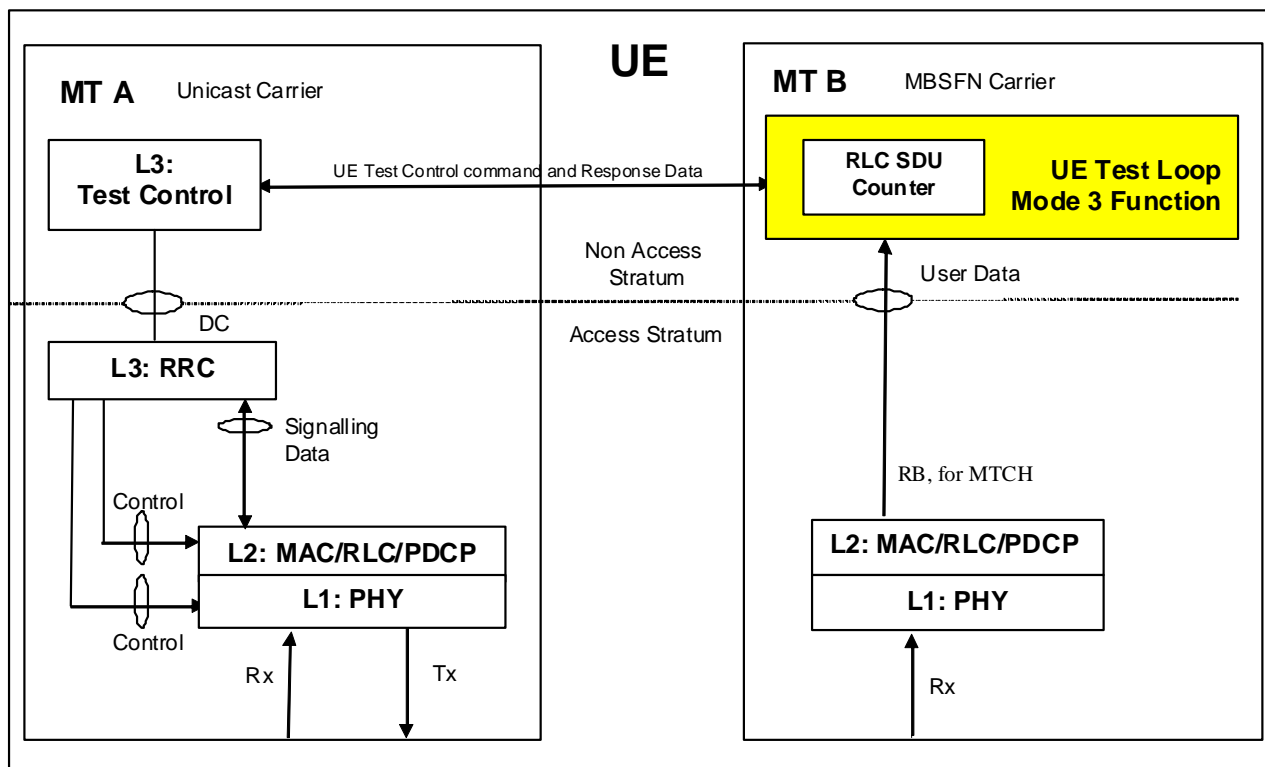 UE
MT A
Unicast Carrier
L3:
Test Control
UE Test Control command and Response Data
MT B
MBSFN Carrier
RLC SDU
Counter
UE Test Loop
Mode 3 Function
Non Access
Stratum
User Data
DC
Access Stratum
L3: RRC
Signalling
Data
RB, for MTCH
Control
L2: MAC/RLC/PDCP
L1: PHY
Control
Rx
Tx
L2: MAC/RLC/PDCP
L1: PHY
Rx